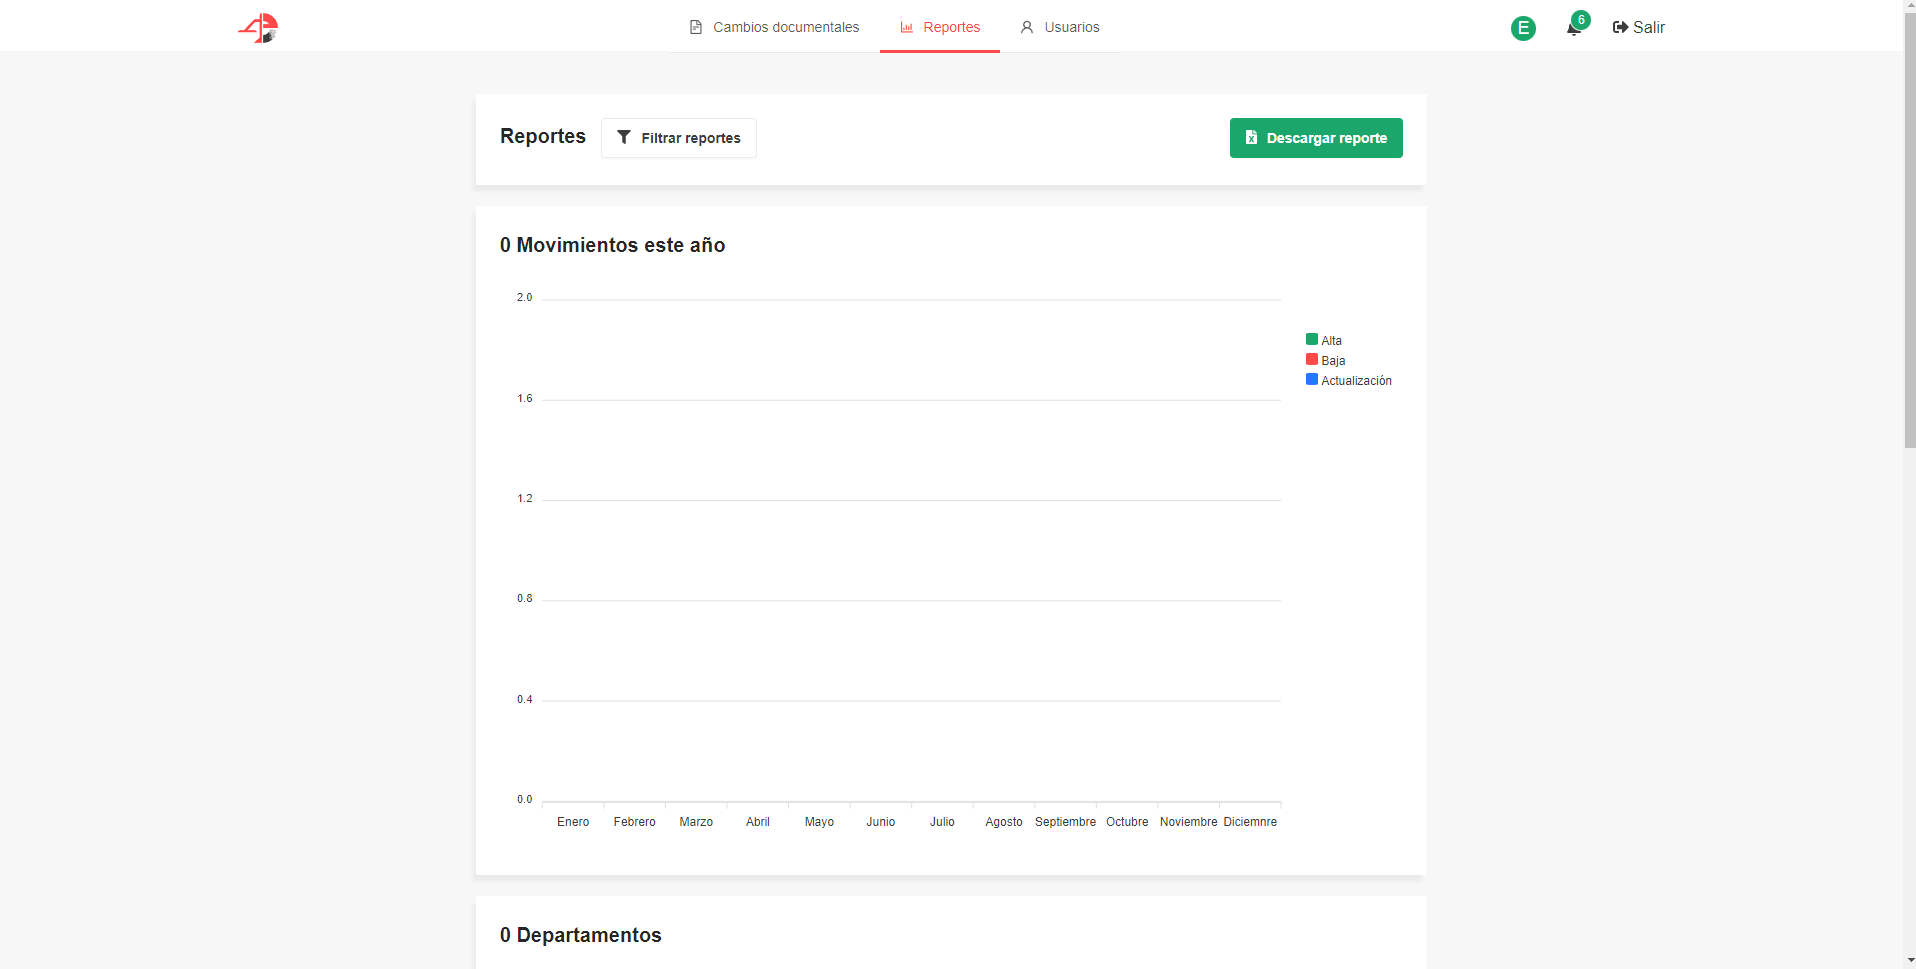 Cambios documentales
Reportes
Usuarios
E
6
Salir
Reportes
Filtrar reportes
Descargar reporte
0 Movimientos este año
2.0
1.6
1.2
0.8
0.4
0.0
Alta
Baja
Actualización
Enero Febrero Marzo Abril Mayo Junio Julio Agosto Septiembre Octubre Noviembre Diciemnre
0 Departamentos